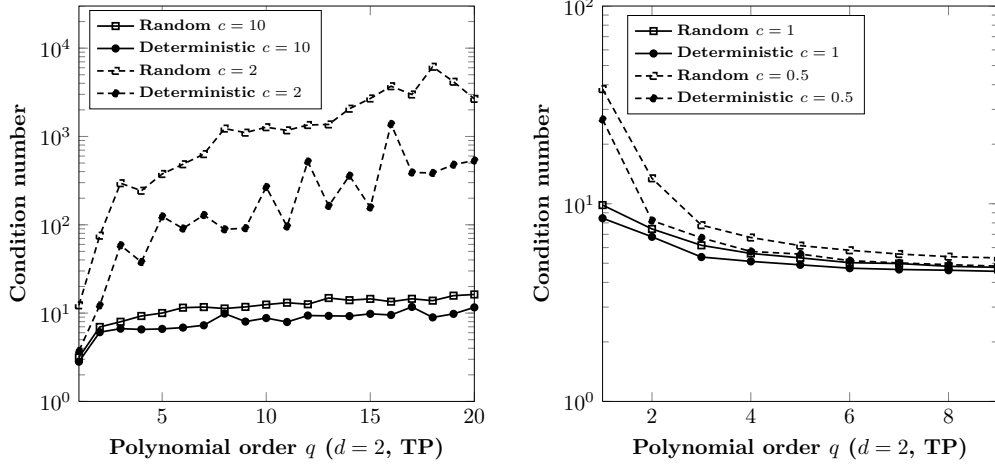 Random c = 10
Deterministic c = 10
Random c = 2
Deterministic c = 2
10^4
10^3
10^2
10^1
10^0
5 10 15 20
Condition number
Polynomial order q (d = 2, TP)
Random c = 1
Deterministic c = 1
Random c = 0.5
Deterministic c = 0.5
10^2
10^1
10^0
2 4 6 8
Condition number
Polynomial order q (d = 2, TP)